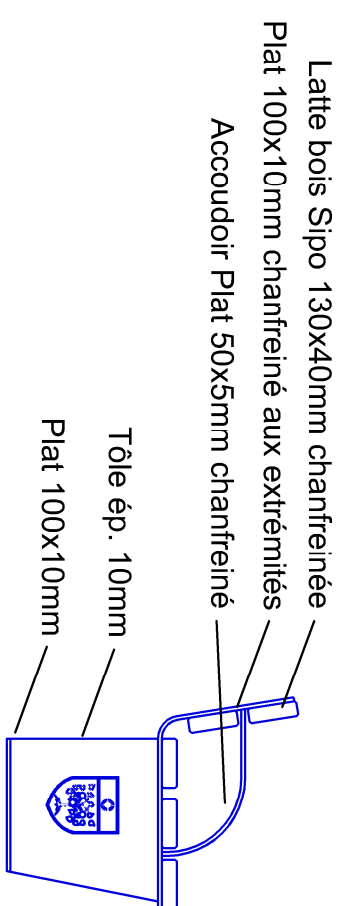 Latte bois Sipo 130x40mm chanfreinée
Plat 100x10mm chanfreiné aux extrémités
Accoudoir Plat 50x5mm chanfreiné
Tôle ép. 10mm
Plat 100x10mm